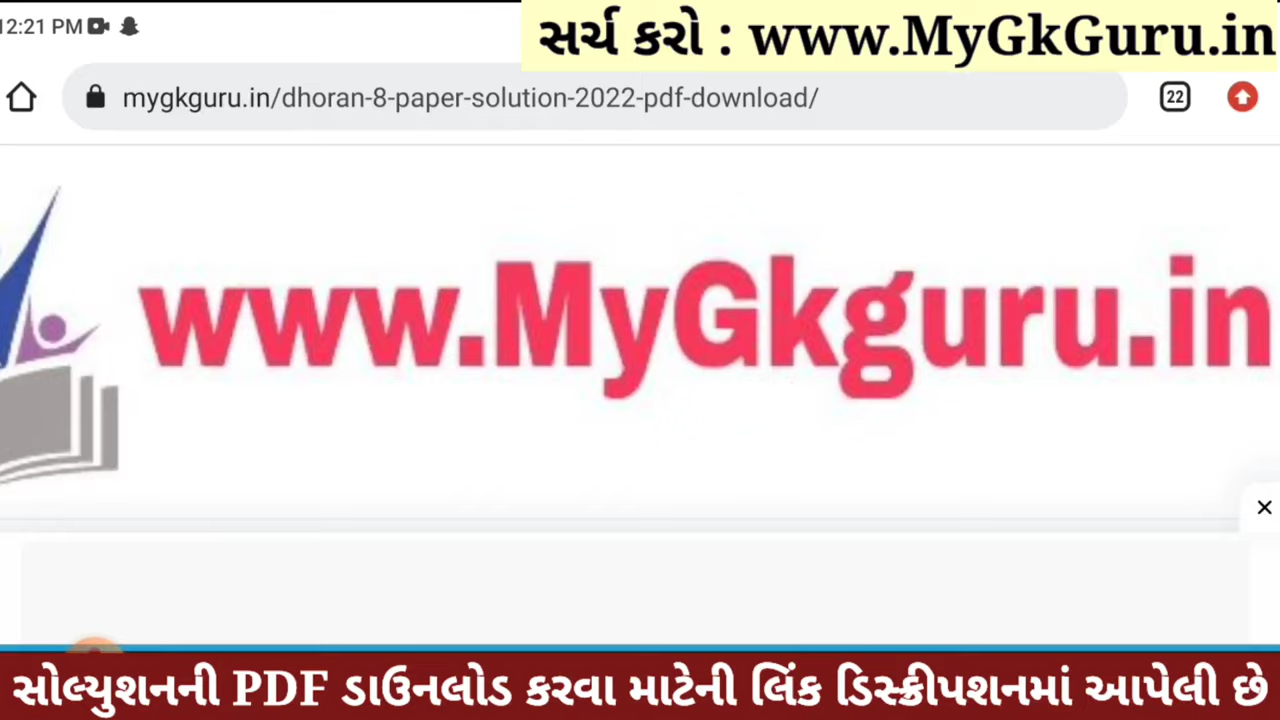 12:21 PM
સર્ચ કરો : www.MyGkGuru.in
mygkguru.in/dhoran-8-paper-solution-2022-pdf-download/
22
www.MyGkguru.in
સોલ્યુશનની PDF ડાઉનલોડ કરવા માટેની લિંક ડિસ્ક્રીપશનમાં આપેલી છે